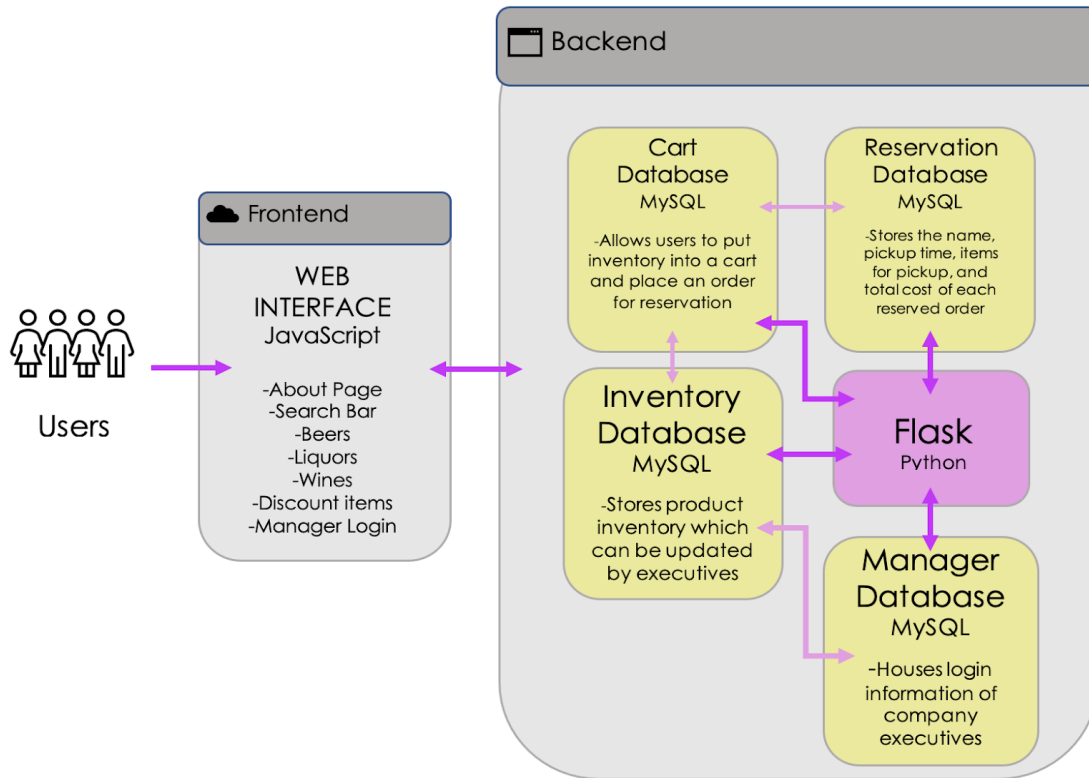 Users
Frontend
WEB
INTERFACE
JavaScript
-About Page
-Search Bar
-Beers
-Liquors
-Wines
-Discount items
-Manager Login
Backend
Cart
Database
MySQL
-Allows users to put
inventory into a cart
and place an order
for reservation
Reservation
Database
MySQL
-Stores the name,
pickup time, items
for pickup, and
total cost of each
reserved order
Inventory
Database
MySQL
-Stores product
inventory which
can be updated
by executives
Flask
Python
Manager
Database
MySQL
-Houses login
information of
company
executives